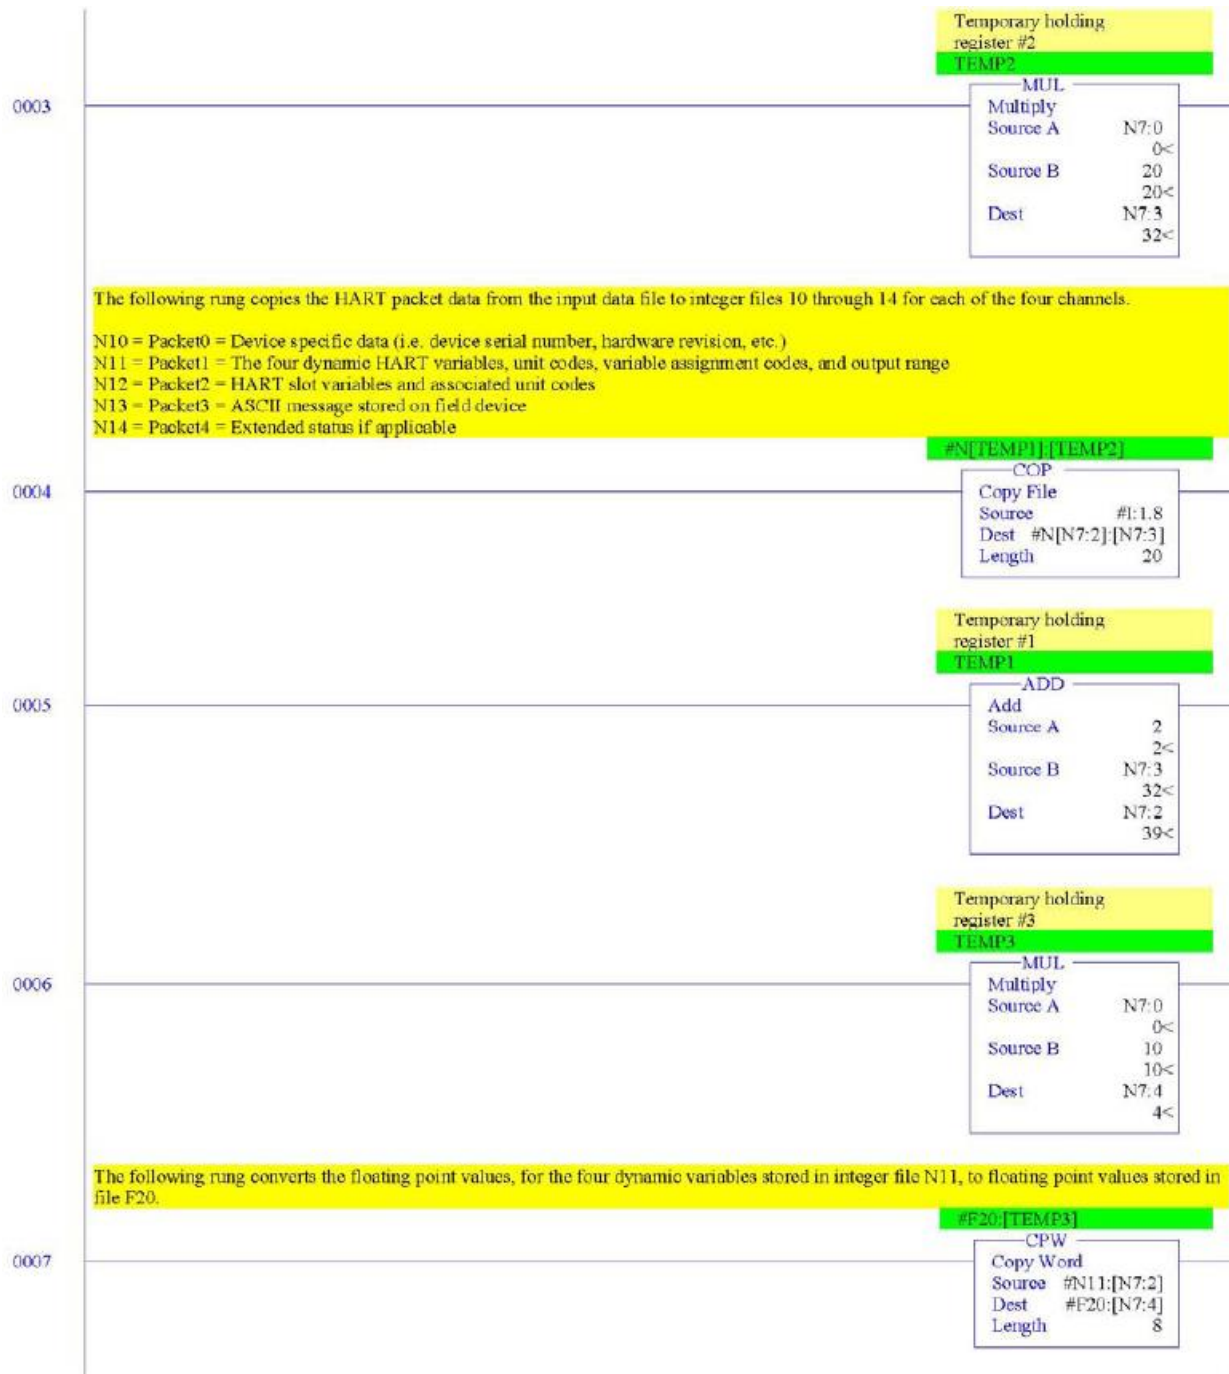 Temporary holding
register #2
TEMP2
MUL
0003
Multiply
Source A N7:0
0<
Source B 20
20<
Dest N7:3
32<
The following rung copies the HART packet data from the input data file to integer files 10 through 14 for each of the four channels.
N10 = Packet0 = Device specific data (i.e. device serial number, hardware revision, etc.)
N11 = Packet1 = The four dynamic HART variables, unit codes, variable assignment codes, and output range
N12 = Packet2 = HART slot variables and associated unit codes
N13 = Packet3 = ASCII message stored on field device
N14 = Packet4 = Extended status if applicable
#N[TEMP1]:[TEMP2]
COP
0004
Copy File
Source #I:1.8
Dest #N[N7:2]:[N7:3]
Length 20
Temporary holding
register #1
TEMP1
ADD
0005
Add
Source A 2
2<
Source B N7:3
32<
Dest N7:2
39<
Temporary holding
register #3
TEMP3
MUL
0006
Multiply
Source A N7:0
0<
Source B 10
10<
Dest N7:4
4<
The following rung converts the floating point values, for the four dynamic variables stored in integer file N11, to floating point values stored in
file F20.
#F20:[TEMP3]
CPW
0007
Copy Word
Source #N11:[N7:2]
Dest #F20:[N7:4]
Length 8